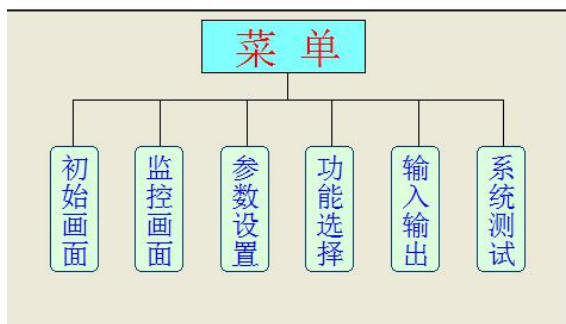 菜单
初始画面
监控画面
参数设置
功能选择
输入输出
系统测试